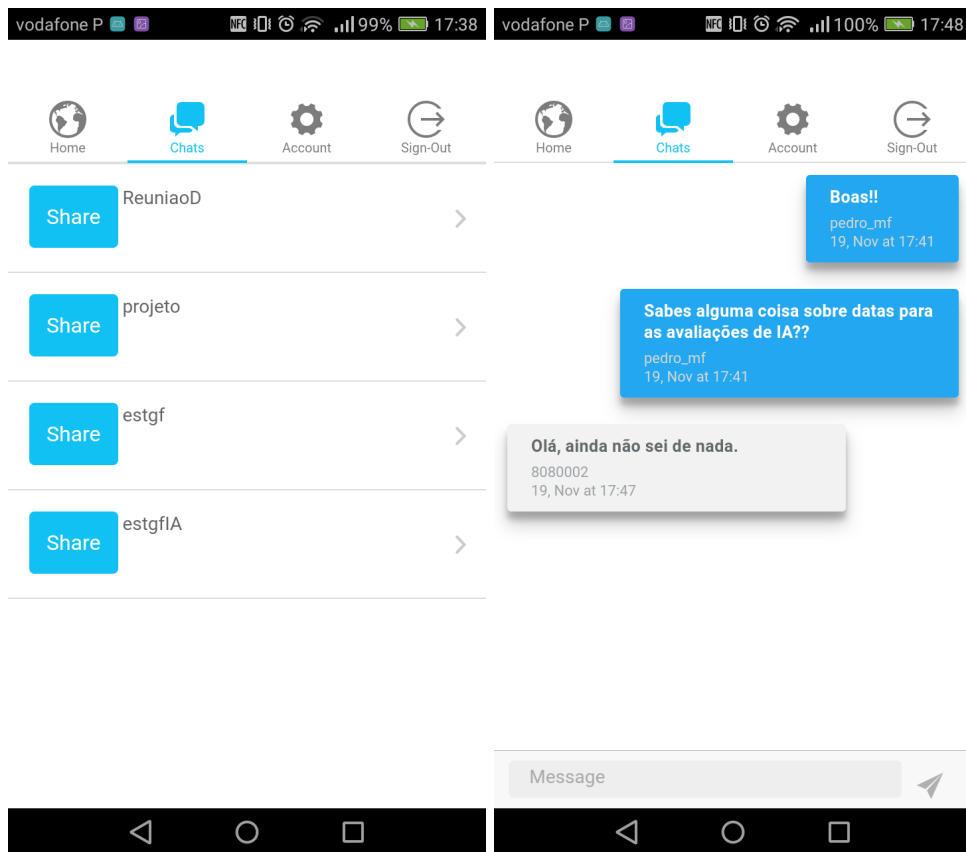 vodafone P NFC 99% 17:38
Home Chats Account Sign-Out
Share ReuniaoD
Share projeto
Share estgf
Share estgfIA
vodafone P NFC 100% 17:48
Home Chats Account Sign-Out
Boas!!
pedro_mf
19, Nov at 17:41
Sabes alguma coisa sobre datas para
as avaliações de IA??
pedro_mf
19, Nov at 17:41
Olá, ainda não sei de nada.
8080002
19, Nov at 17:47
Message